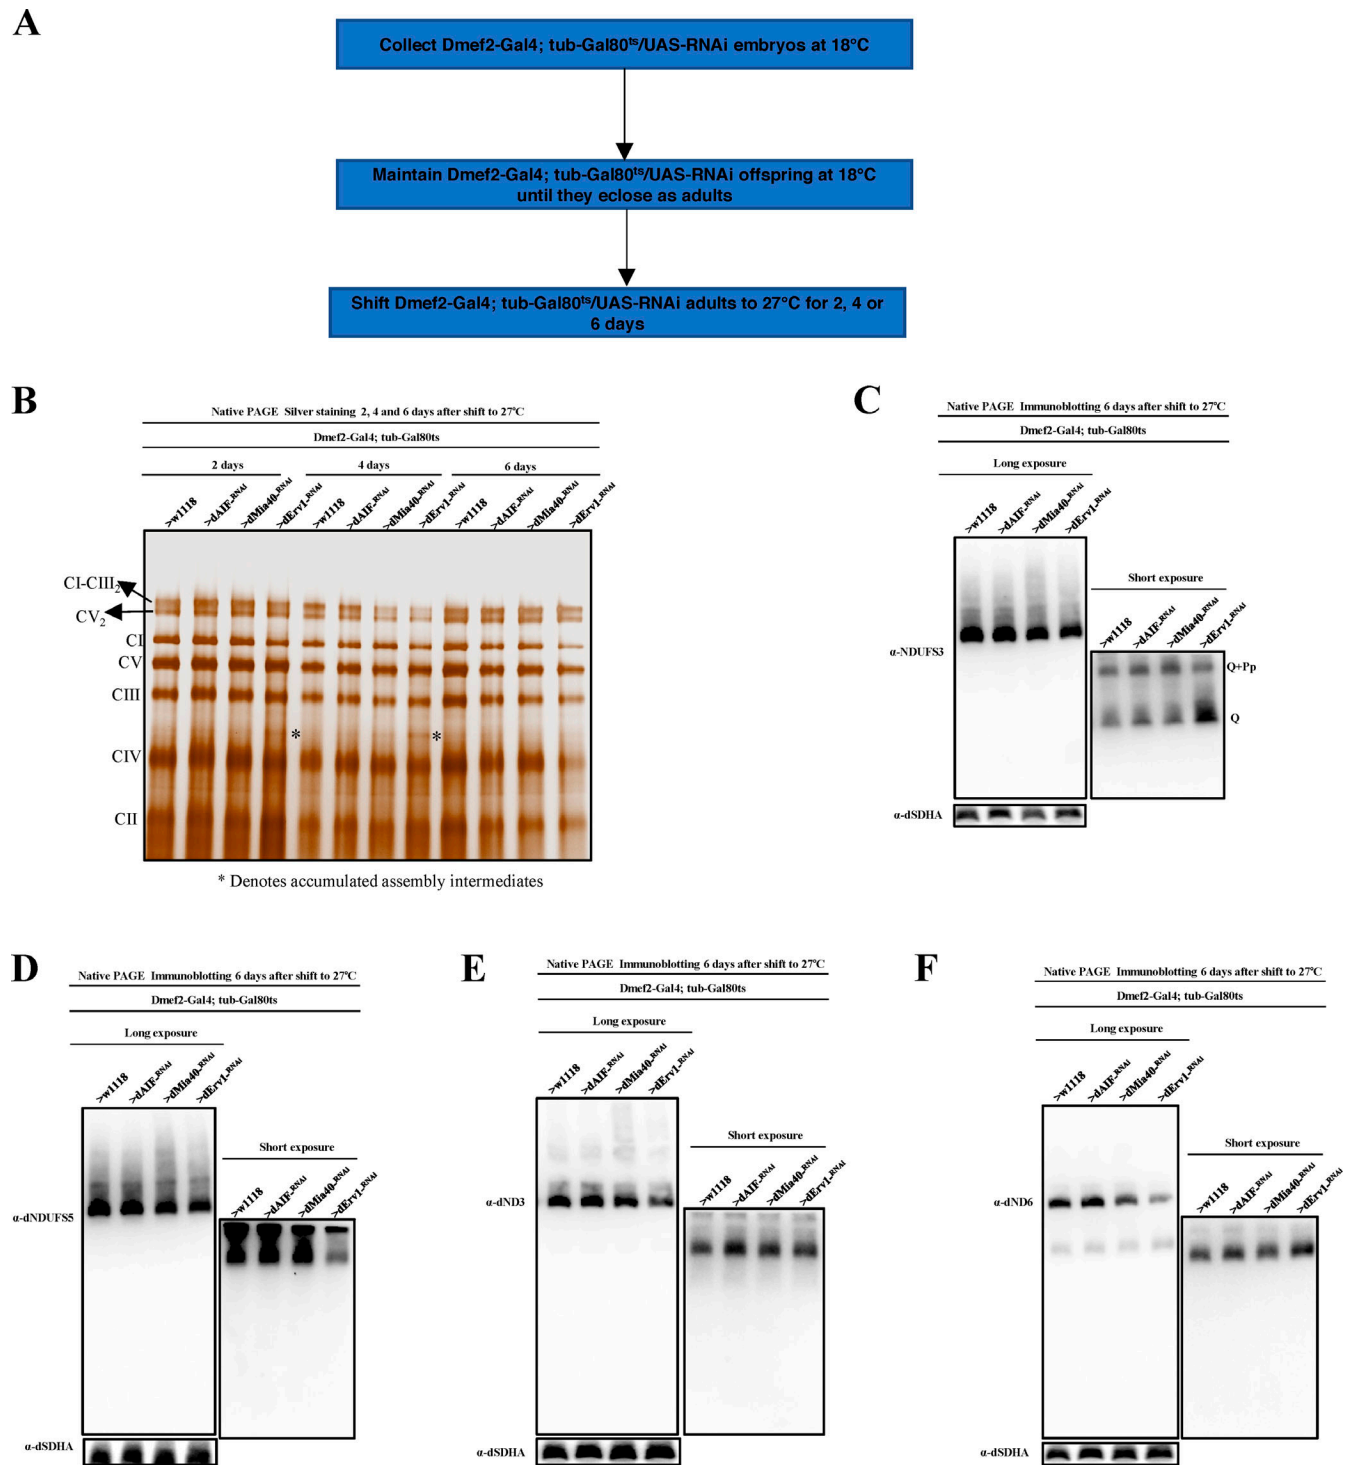 A
Collect Dmef2-Gal4; tub-Gal80ts/UAS-RNAi embryos at 18°C
Maintain Dmef2-Gal4; tub-Gal80ts/UAS-RNAi offspring at 18°C
until they eclose as adults
Shift Dmef2-Gal4; tub-Gal80ts/UAS-RNAi adults to 27°C for 2, 4 or
6 days
B
Native PAGE Silver staining 2, 4 and 6 days after shift to 27°C
Dmef2-Gal4; tub-Gal80ts
2 days 4 days 6 days
>w1118 >dAIF-RNAi >dMia40-RNAi >dErv1-RNAi >w1118 >dAIF-RNAi >dMia40-RNAi >dErv1-RNAi >w1118 >dAIF-RNAi >dMia40-RNAi >dErv1-RNAi
CI-CIII2
CV2
CI
CV
CIII
* *
CIV
CII
* Denotes accumulated assembly intermediates
C
Native PAGE Immunoblotting 6 days after shift to 27°C
Dmef2-Gal4; tub-Gal80ts
Long exposure
>w1118 >dAIF-RNAi >dMia40-RNAi >dErv1-RNAi
Short exposure
>w1118 >dAIF-RNAi >dMia40-RNAi >dErv1-RNAi
α-NDUFS3
Q+Pp
Q
α-dSDHA
D
Native PAGE Immunoblotting 6 days after shift to 27°C
Dmef2-Gal4; tub-Gal80ts
Long exposure
>w1118 >dAIF-RNAi >dMia40-RNAi >dErv1-RNAi
Short exposure
>w1118 >dAIF-RNAi >dMia40-RNAi >dErv1-RNAi
α-dNDUFS5
α-dSDHA
E
Native PAGE Immunoblotting 6 days after shift to 27°C
Dmef2-Gal4; tub-Gal80ts
Long exposure
>w1118 >dAIF-RNAi >dMia40-RNAi >dErv1-RNAi
Short exposure
>w1118 >dAIF-RNAi >dMia40-RNAi >dErv1-RNAi
α-dND3
α-dSDHA
F
Native PAGE Immunoblotting 6 days after shift to 27°C
Dmef2-Gal4; tub-Gal80ts
Long exposure
>w1118 >dAIF-RNAi >dMia40-RNAi >dErv1-RNAi
Short exposure
>w1118 >dAIF-RNAi >dMia40-RNAi >dErv1-RNAi
α-dND6
α-dSDHA